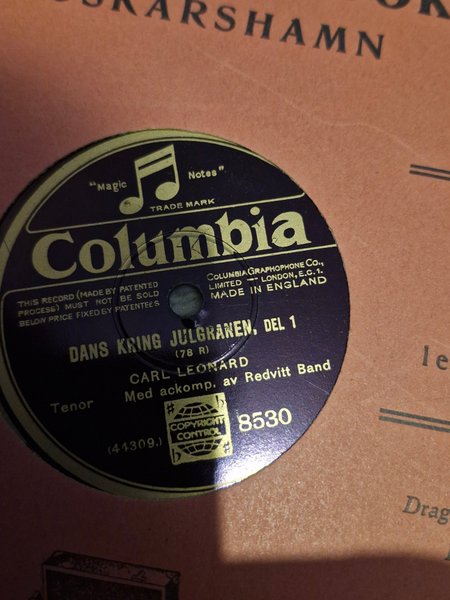 OSKARSHAMN
"Magic Notes"
TRADE MARK
Columbia
THIS RECORD (MADE BY PATENTED
PROCESS) MUST NOT BE SOLD
BELOW PRICE FIXED BY PATENTEES
COLUMBIA GRAPHOPHONE CO.,
LIMITED LONDON, E.C.1.
MADE IN ENGLAND
DANS KRING JULGRANEN, DEL 1
(78 R)
CARL LEONARD
Tenor Med ackomp. av Redvitt Band
COPYRIGHT
CONTROL
8530
(44309.)
le
Drag